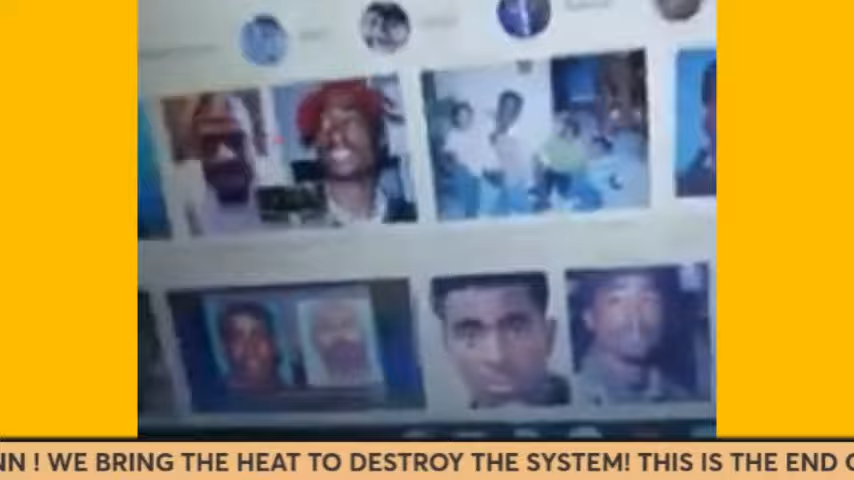 NN ! WE BRING THE HEAT TO DESTROY THE SYSTEM! THIS IS THE END